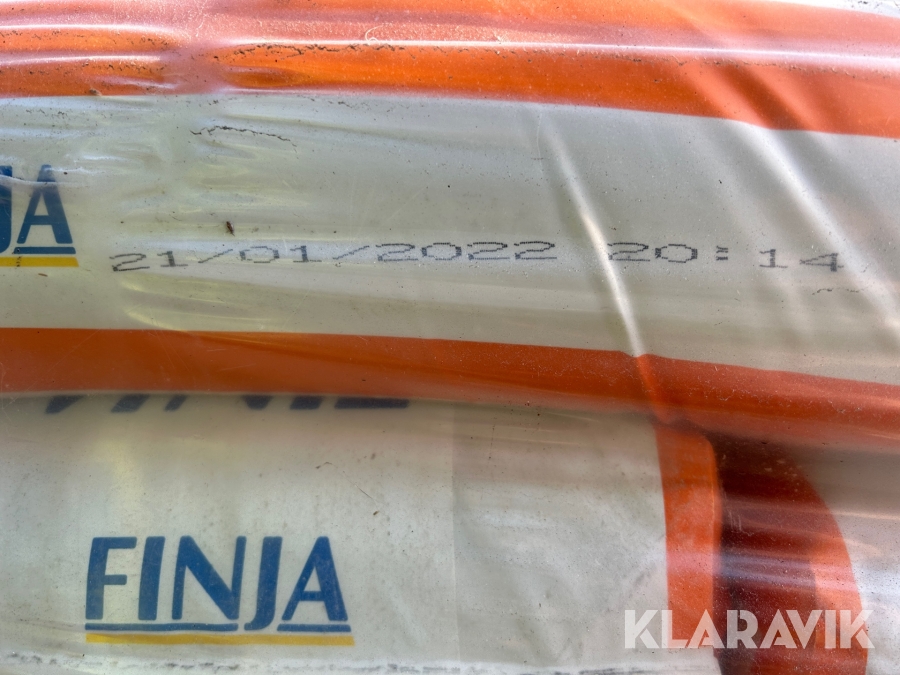 JA
21/01/2022 20:14
FINJA
KLARAVIK